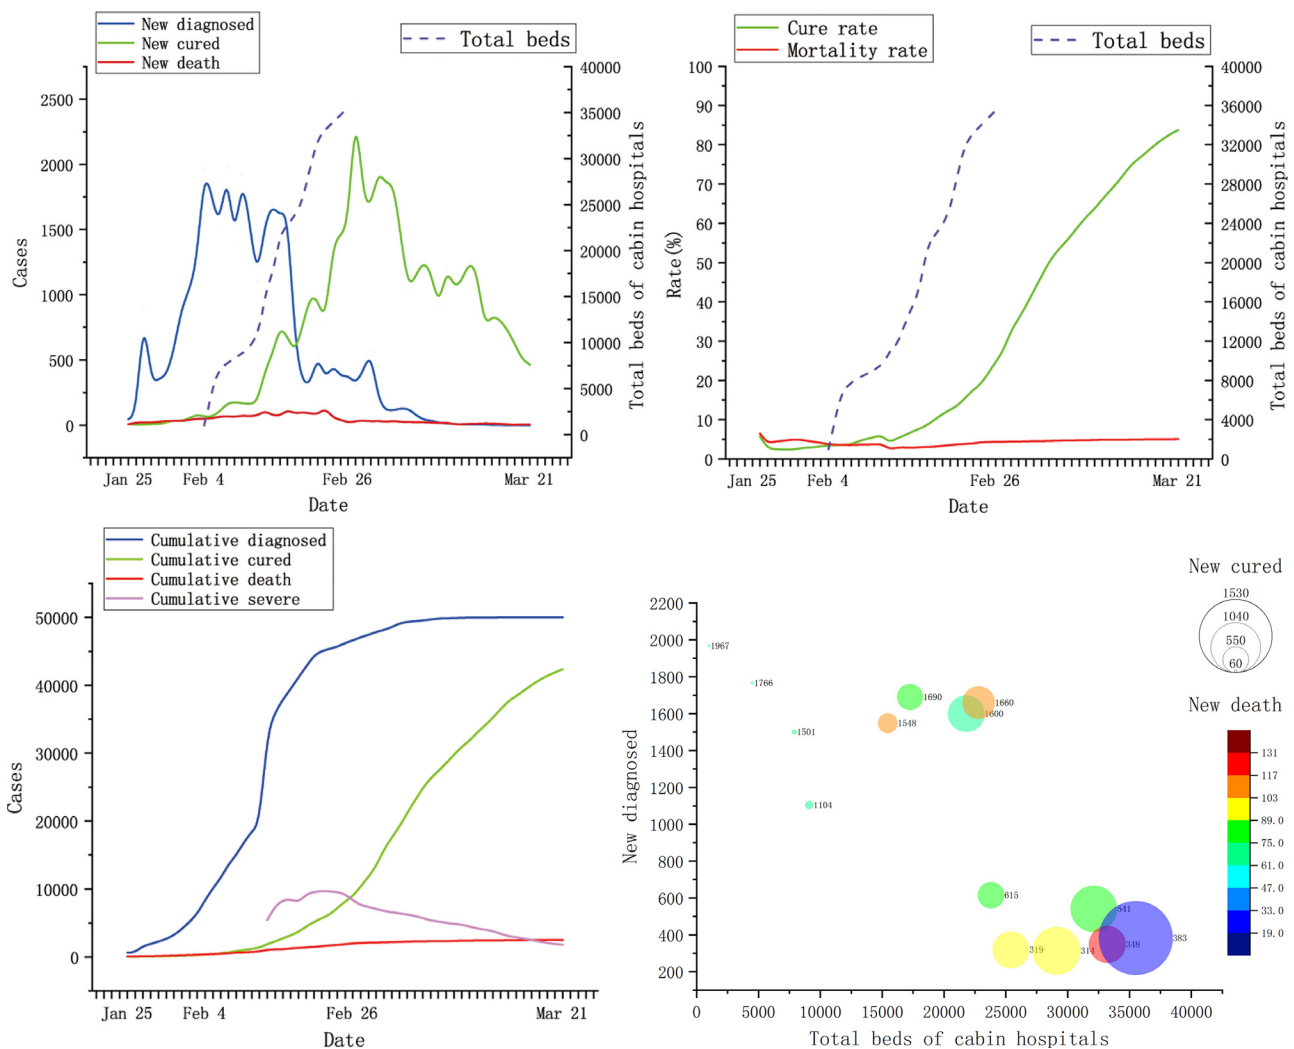 New diagnosed
New cured
New death
Total beds
2500
2000
1500
1000
500
0
Cases
40000
35000
30000
25000
20000
15000
10000
5000
0
Total beds of cabin hospitals
Jan 25
Feb 4
Feb 26
Mar 21
Date
Cure rate
Mortality rate
Total beds
100
90
80
70
60
50
40
30
20
10
0
Rate(%)
40000
36000
32000
28000
24000
20000
16000
12000
8000
4000
0
Total beds of cabin hospitals
Jan 25
Feb 4
Feb 26
Mar 21
Date
Cumulative diagnosed
Cumulative cured
Cumulative death
Cumulative severe
50000
40000
30000
20000
10000
0
Cases
Jan 25
Feb 4
Feb 26
Mar 21
Date
New cured
1530
1040
550
60
New death
131
117
103
89.0
75.0
61.0
47.0
33.0
19.0
2200
2000
1800
1600
1400
1200
1000
800
600
400
200
New diagnosed
1967
1766
1690
1660
1600
1548
1501
1104
615
541
383
348
319
314
0
5000
10000
15000
20000
25000
30000
35000
40000
Total beds of cabin hospitals